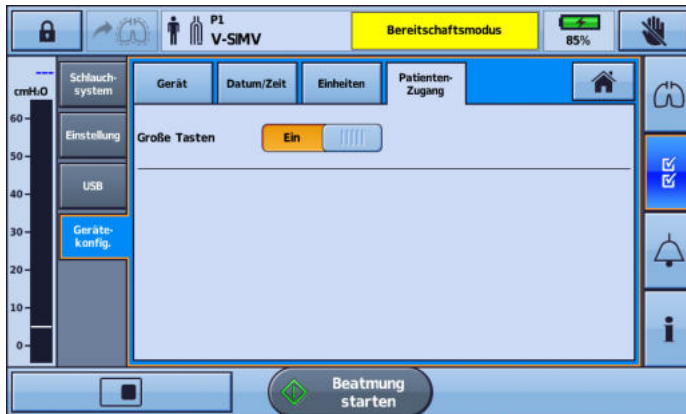 P1
V-SIMV
Bereitschaftsmodus
85%
---
cmH₂O
60
50
40
30
20
10
0
Schlauch-
system
Einstellung
USB
Geräte-
konfig.
Gerät
Datum/Zeit
Einheiten
Patienten-
Zugang
Große Tasten
Ein
i
Beatmung
starten